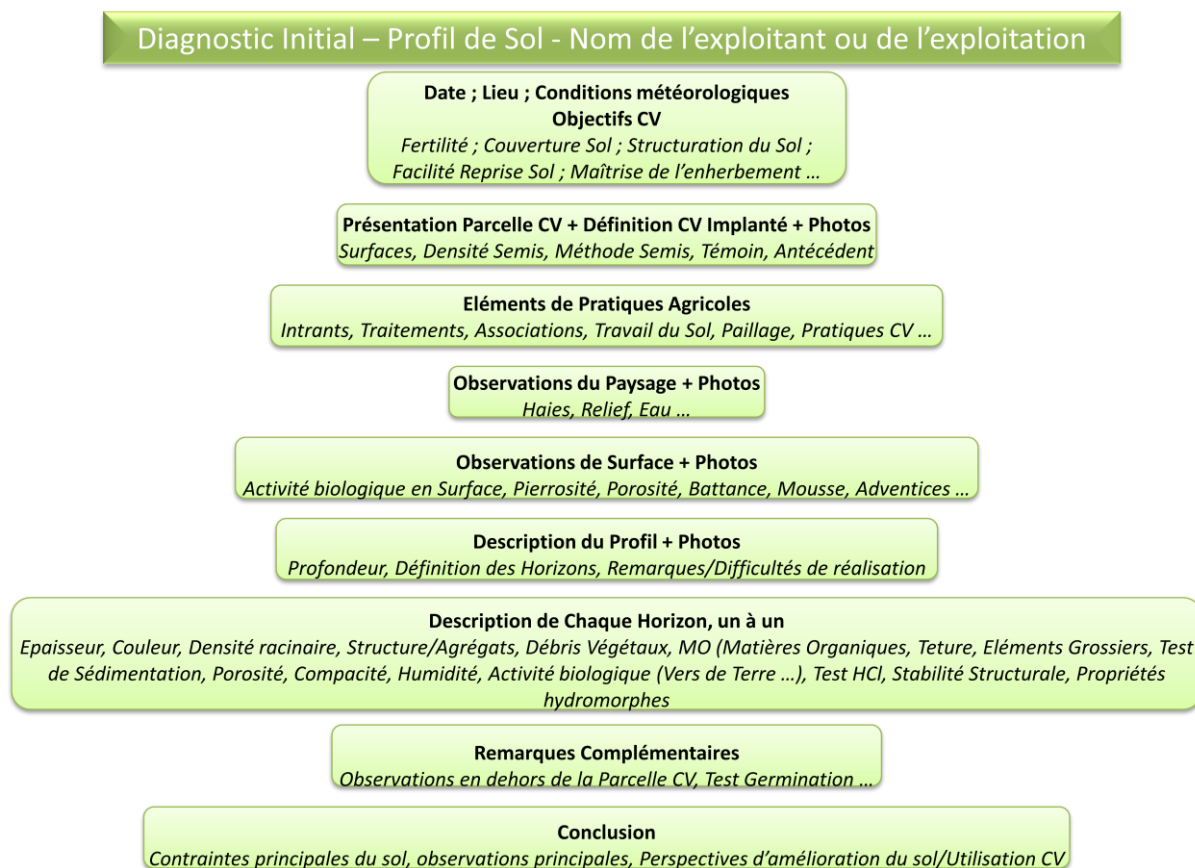 Diagnostic Initial – Profil de Sol - Nom de l’exploitant ou de l’exploitation
Date ; Lieu ; Conditions météorologiques
Objectifs CV
Fertilité ; Couverture Sol ; Structuration du Sol ;
Facilité Reprise Sol ; Maîtrise de l’enherbement …
Présentation Parcelle CV + Définition CV Implanté + Photos
Surfaces, Densité Semis, Méthode Semis, Témoin, Antécédent
Eléments de Pratiques Agricoles
Intrants, Traitements, Associations, Travail du Sol, Paillage, Pratiques CV …
Observations du Paysage + Photos
Haies, Relief, Eau …
Observations de Surface + Photos
Activité biologique en Surface, Pierrosité, Porosité, Battance, Mousse, Adventices …
Description du Profil + Photos
Profondeur, Définition des Horizons, Remarques/Difficultés de réalisation
Description de Chaque Horizon, un à un
Epaisseur, Couleur, Densité racinaire, Structure/Agrégats, Débris Végétaux, MO (Matières Organiques, Teture, Eléments Grossiers, Test
de Sédimentation, Porosité, Compacité, Humidité, Activité biologique (Vers de Terre …), Test HCl, Stabilité Structurale, Propriétés
hydromorphes
Remarques Complémentaires
Observations en dehors de la Parcelle CV, Test Germination …
Conclusion
Contraintes principales du sol, observations principales, Perspectives d’amélioration du sol/Utilisation CV